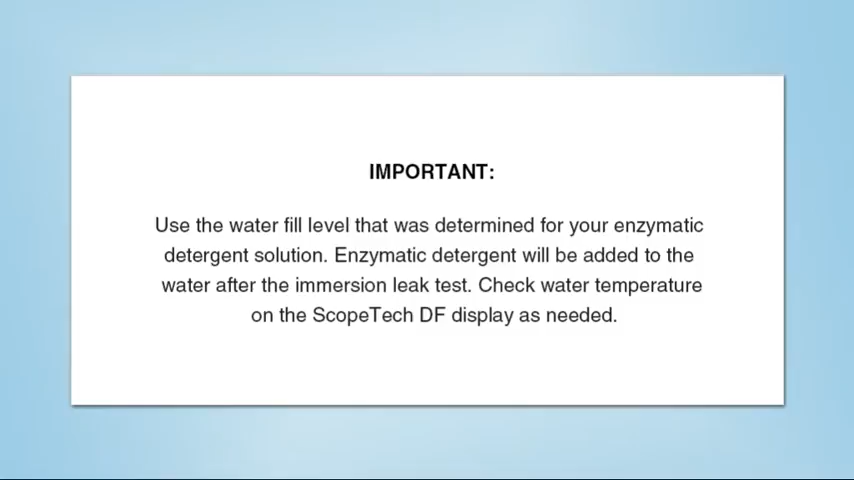 IMPORTANT:
Use the water fill level that was determined for your enzymatic
detergent solution. Enzymatic detergent will be added to the
water after the immersion leak test. Check water temperature
on the ScopeTech DF display as needed.